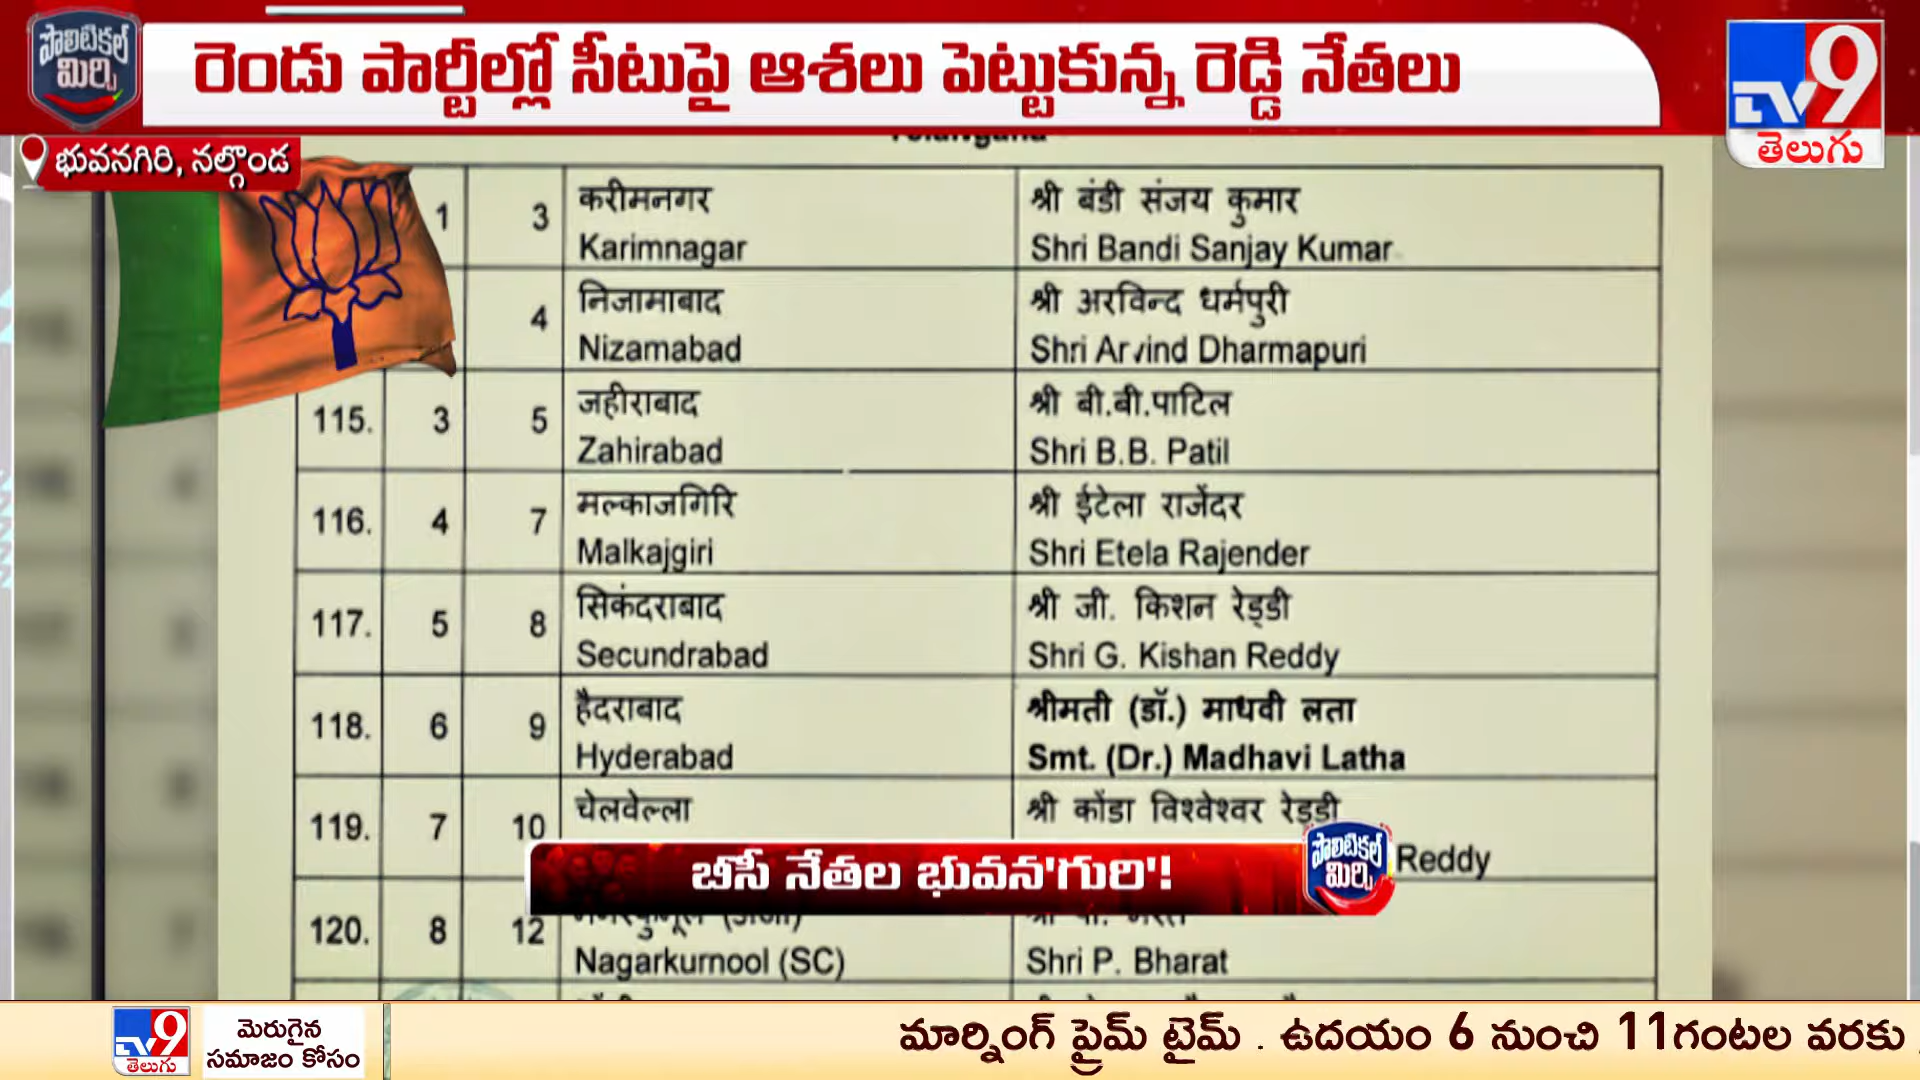 పొలిటికల్
మిర్చి
రెండు పార్టీల్లో సీటుపై ఆశలు పెట్టుకున్న రెడ్డి నేతలు
TV9
తెలుగు
భువనగిరి, నల్గొండ
Telangana
1 3 करीमनगर श्री बंडी संजय कुमार
Karimnagar Shri Bandi Sanjay Kumar
4 निजामाबाद श्री अरविन्द धर्मपुरी
Nizamabad Shri Arvind Dharmapuri
115. 3 5 जहीराबाद श्री बी.बी.पाटिल
Zahirabad Shri B.B. Patil
116. 4 7 मल्काजगिरि श्री ईटेला राजेंदर
Malkajgiri Shri Etela Rajender
117. 5 8 सिकंदराबाद श्री जी. किशन रेड्डी
Secundrabad Shri G. Kishan Reddy
118. 6 9 हैदराबाद श्रीमती (डॉ.) माधवी लता
Hyderabad Smt. (Dr.) Madhavi Latha
119. 7 10 चेलवेल्ला श्री कोंडा विश्वेश्वर रेड्डी
Reddy
బీసీ నేతల భువన'గురి'!
పొలిటికల్
మిర్చి
120. 8 12
Nagarkurnool (SC) Shri P. Bharat
TV9
తెలుగు
మెరుగైన
సమాజం కోసం
మార్నింగ్ ప్రైమ్ టైమ్ . ఉదయం 6 నుంచి 11గంటల వరకు